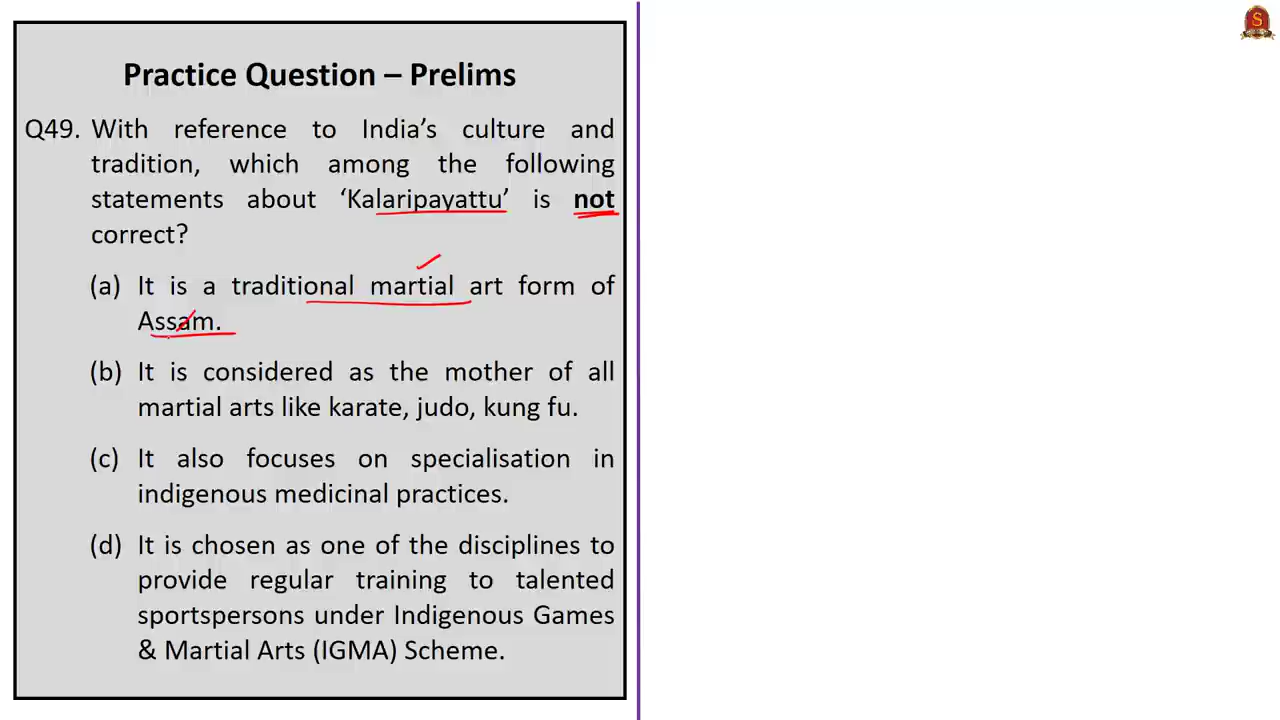 Practice Question – Prelims
Q49. With reference to India’s culture and
tradition, which among the following
statements about ‘Kalaripayattu’ is not
correct?
(a) It is a traditional martial art form of
Assam.
(b) It is considered as the mother of all
martial arts like karate, judo, kung fu.
(c) It also focuses on specialisation in
indigenous medicinal practices.
(d) It is chosen as one of the disciplines to
provide regular training to talented
sportspersons under Indigenous Games
& Martial Arts (IGMA) Scheme.
S